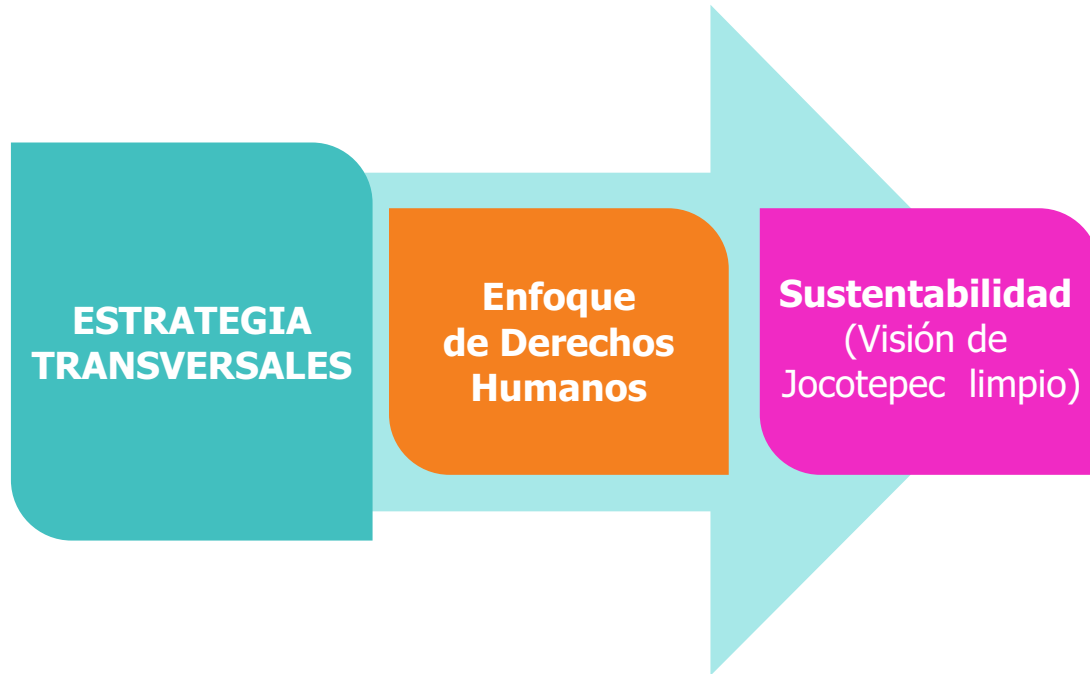 ESTRATEGIA
TRANSVERSALES
Enfoque
de Derechos
Humanos
Sustentabilidad
(Visión de
Jocotepec limpio)